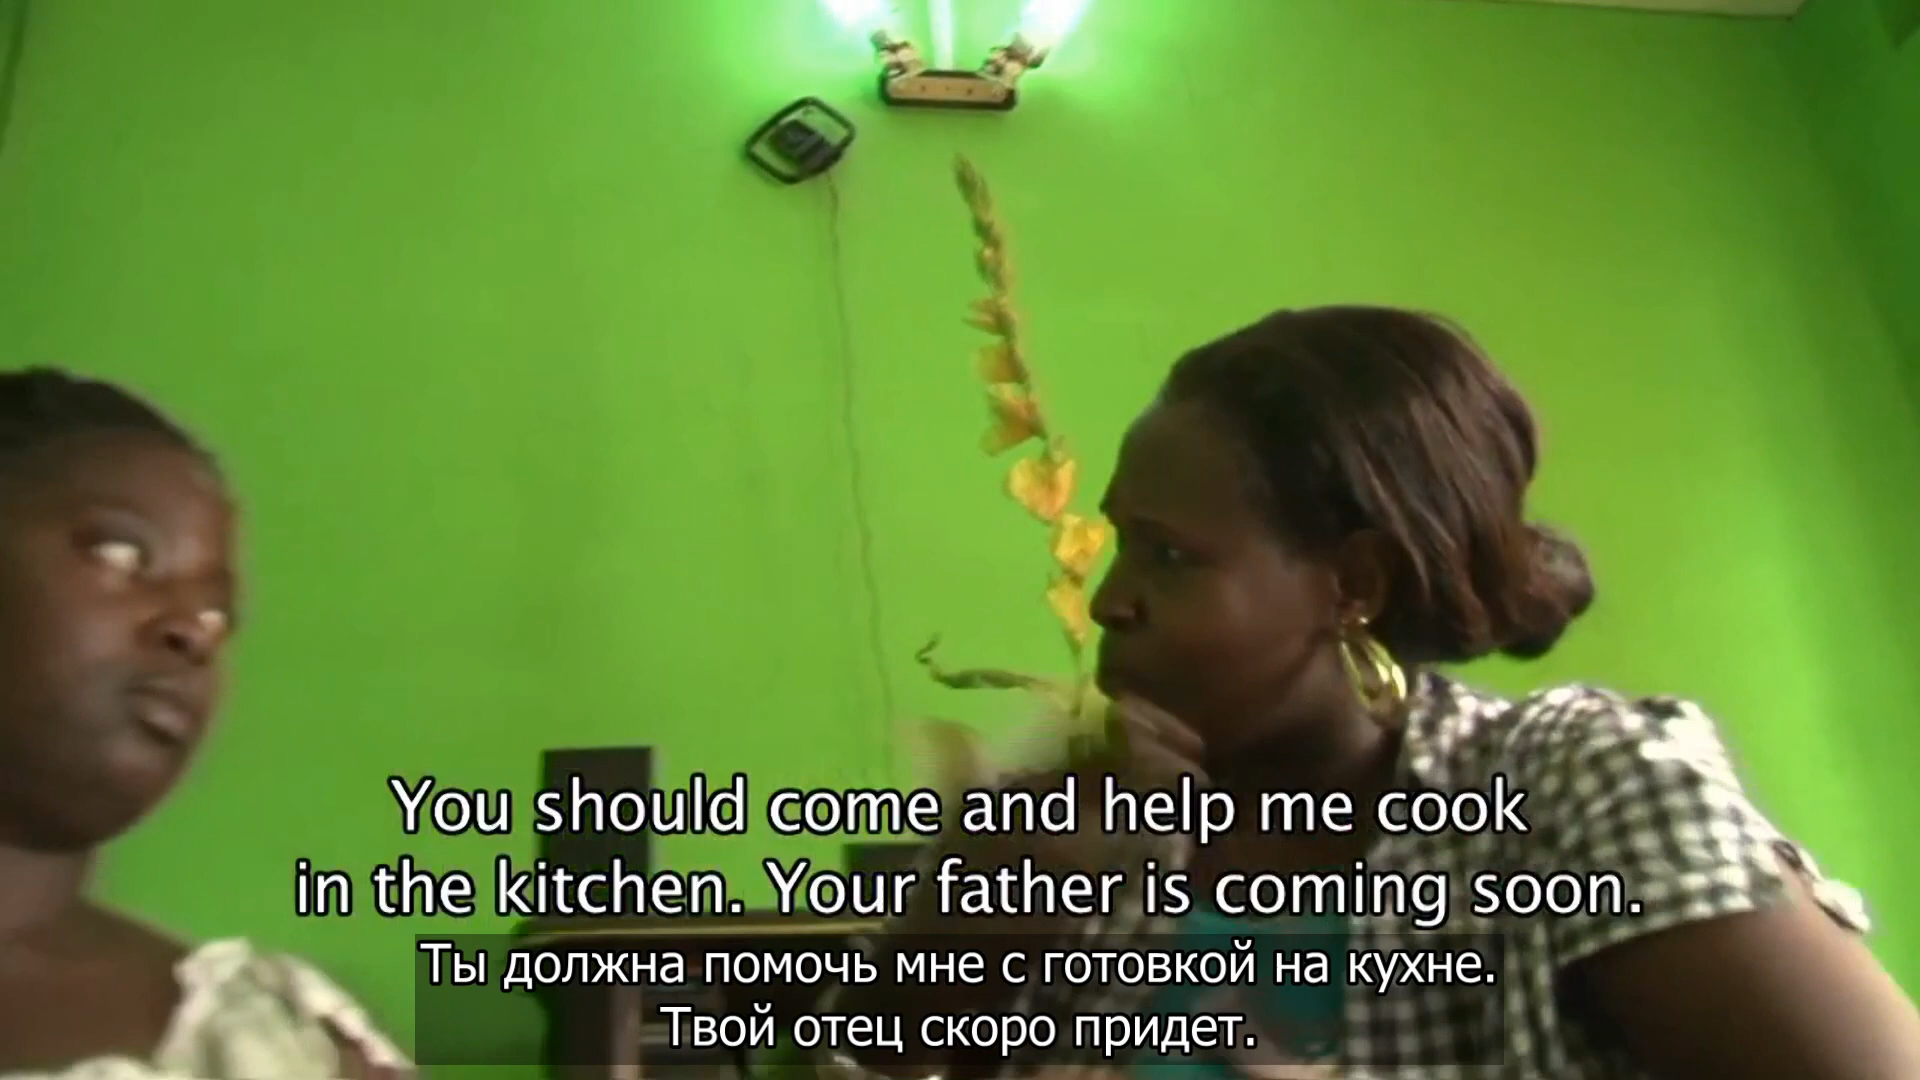 You should come and help me cook
in the kitchen. Your father is coming soon.
Ты должна помочь мне с готовкой на кухне.
Твой отец скоро придет.